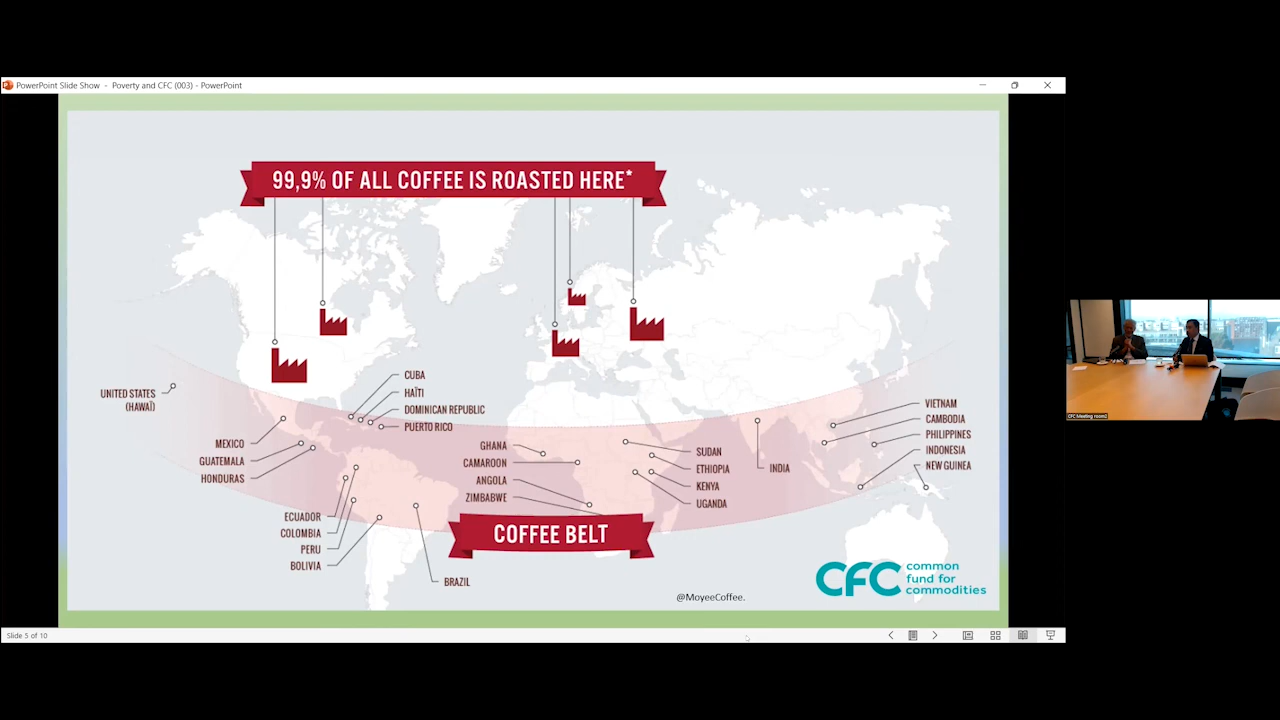 PowerPoint Slide Show - Poverty and CFC (003) - PowerPoint
99,9% OF ALL COFFEE IS ROASTED HERE*
UNITED STATES
(HAWAÏ)
MEXICO
GUATEMALA
HONDURAS
ECUADOR
COLOMBIA
PERU
BOLIVIA
BRAZIL
CUBA
HAÏTI
DOMINICAN REPUBLIC
PUERTO RICO
GHANA
CAMAROON
ANGOLA
ZIMBABWE
SUDAN
ETHIOPIA
KENYA
UGANDA
INDIA
VIETNAM
CAMBODIA
PHILIPPINES
INDONESIA
NEW GUINEA
COFFEE BELT
@MoyeeCoffee.
CFC common
fund for
commodities
Slide 5 of 10
CFC Meeting room2